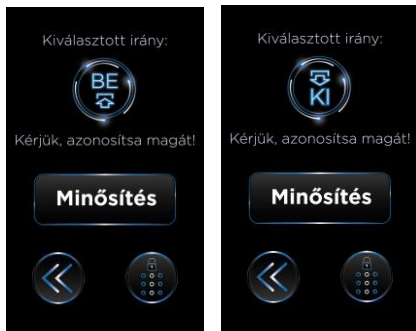 Kiválasztott irány:
BE
Kérjük, azonosítsa magát!
Minősítés
Kiválasztott irány:
KI
Kérjük, azonosítsa magát!
Minősítés